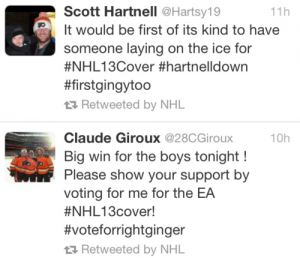 Scott Hartnell @Hartsy19 11h
It would be first of its kind to have
someone laying on the ice for
#NHL13Cover #hartnelldown
#firstgingytoo
Retweeted by NHL
Claude Giroux @28CGiroux 10h
Big win for the boys tonight !
Please show your support by
voting for me for the EA
#NHL13cover!
#voteforrightginger
Retweeted by NHL